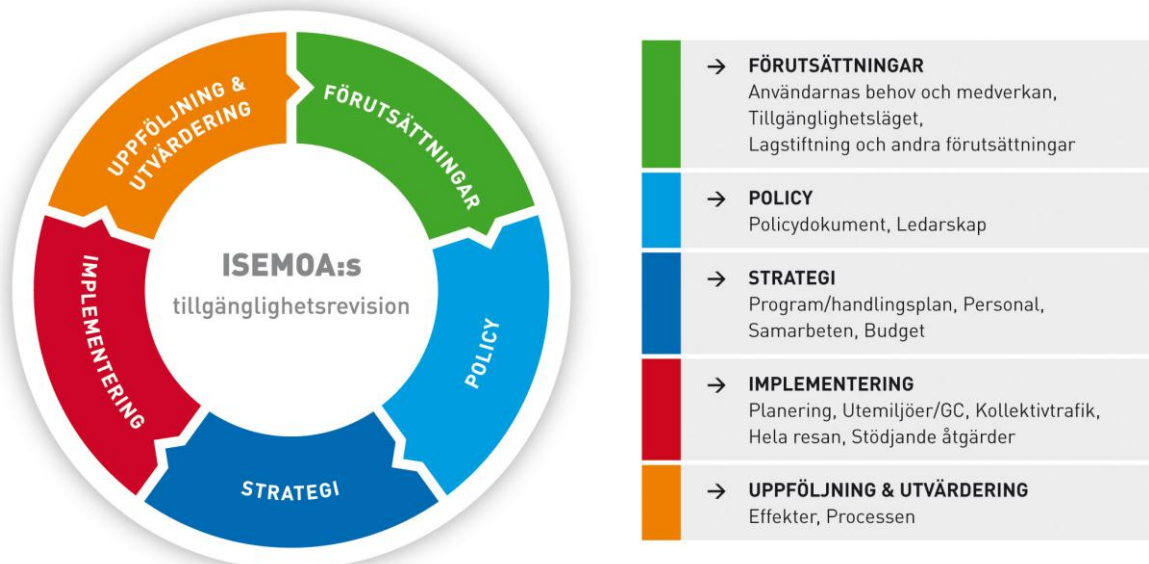 UPPFÖLJNING &
UTVÄRDERING
FÖRUTSÄTTNINGAR
POLICY
STRATEGI
IMPLEMENTERING
ISEMOA:s
tillgänglighetsrevision
→ FÖRUTSÄTTNINGAR
Användarnas behov och medverkan,
Tillgänglighetsläget,
Lagstiftning och andra förutsättningar
→ POLICY
Policydokument, Ledarskap
→ STRATEGI
Program/handlingsplan, Personal,
Samarbeten, Budget
→ IMPLEMENTERING
Planering, Utemiljöer/GC, Kollektivtrafik,
Hela resan, Stödjande åtgärder
→ UPPFÖLJNING & UTVÄRDERING
Effekter, Processen